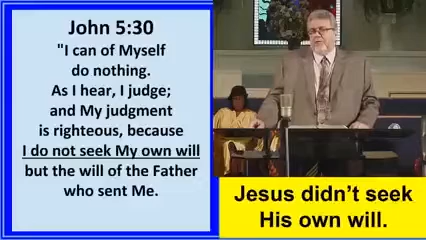 John 5:30
"I can of Myself
do nothing.
As I hear, I judge;
and My judgment
is righteous, because
I do not seek My own will
but the will of the Father
who sent Me.
Jesus didn’t seek
His own will.